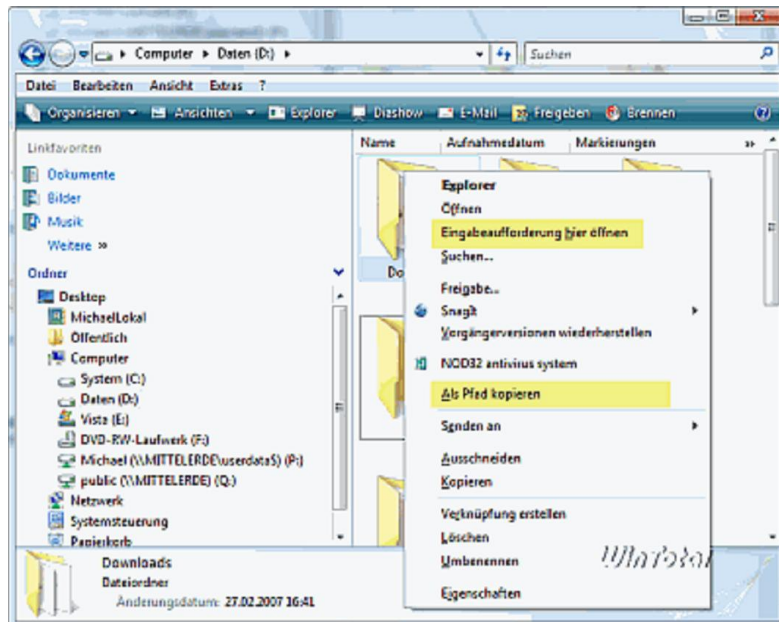 Computer ▸ Daten (D:) ▸
Suchen
Datei Bearbeiten Ansicht Extras ?
Organisieren Ansichten Explorer Diashow E-Mail Freigeben Brennen
Linkfavoriten
Dokumente
Bilder
Musik
Weitere »
Ordner
Desktop
MichaelLokal
Öffentlich
Computer
System (C:)
Daten (D:)
Vista (E:)
DVD-RW-Laufwerk (F:)
Michael (\\MITTELERDE\userdata$) (P:)
public (\\MITTELERDE) (Q:)
Netzwerk
Systemsteuerung
Papierkorb
Name Aufnahmedatum Markierungen »
Do
Explorer
Öffnen
Eingabeaufforderung hier öffnen
Suchen...
Freigabe...
SnagIt
Vorgängerversionen wiederherstellen
NOD32 antivirus system
Als Pfad kopieren
Senden an
Ausschneiden
Kopieren
Verknüpfung erstellen
Löschen
Umbenennen
Eigenschaften
WinTotal
Downloads
Dateiordner
Änderungsdatum: 27.02.2007 16:41